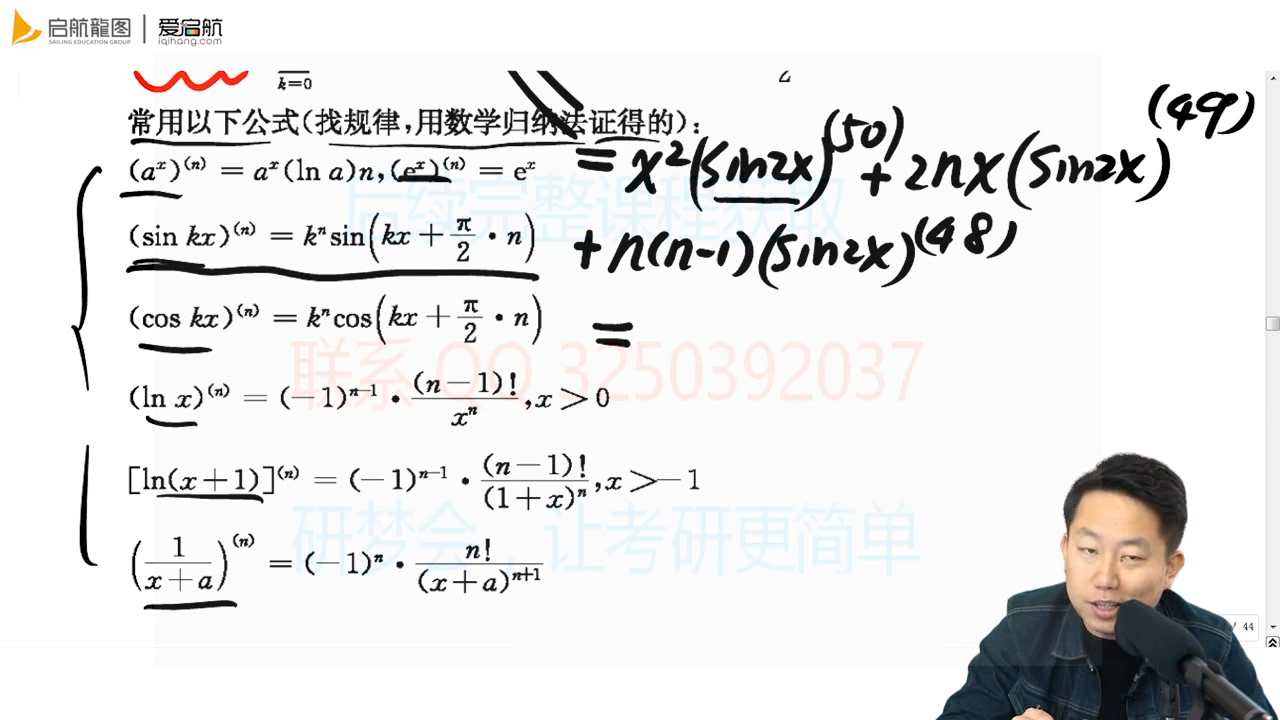 启航龍图 爱启航
SAILING EDUCATION GROUP iqihang.com
k=0
常用以下公式(找规律,用数学归纳法证得的):
(a^x)^(n) = a^x(ln a)n,(e^x)^(n) = e^x
(sin kx)^(n) = k^n sin(kx + π/2 · n)
(cos kx)^(n) = k^n cos(kx + π/2 · n)
(ln x)^(n) = (-1)^(n-1) · (n-1)!/x^n, x > 0
[ln(x+1)]^(n) = (-1)^(n-1) · (n-1)!/(1+x)^n, x > -1
(1/(x+a))^(n) = (-1)^n · n!/(x+a)^(n+1)
= x^2(sin2x)^(50) + 2nx(sin2x)^(49)
+ n(n-1)(sin2x)^(48)
=
后续完整课程获取
联系QQ 3250392037
研梦会,让考研更简单
/ 44